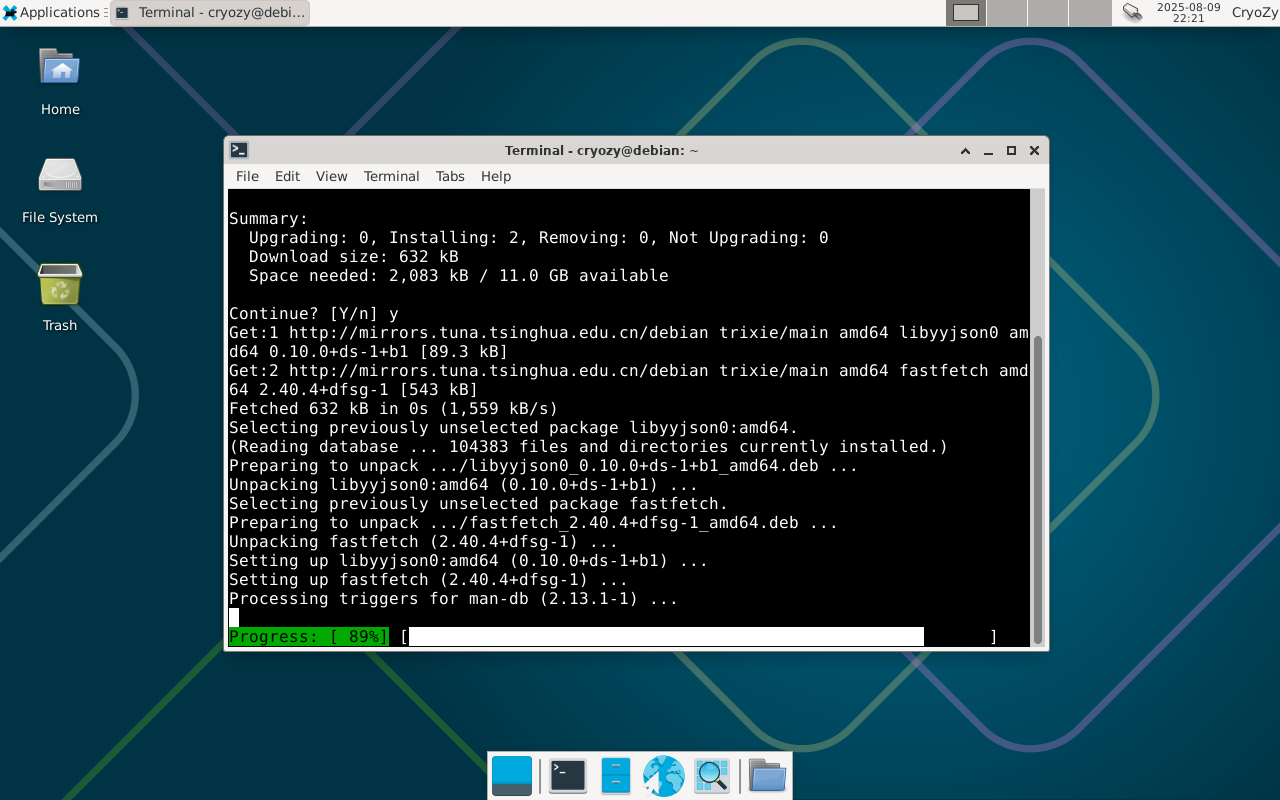 Applications
Terminal - cryozy@debi...
2025-08-09
22:21
CryoZy
Home
File System
Trash
Terminal - cryozy@debian: ~
File Edit View Terminal Tabs Help
Summary:
  Upgrading: 0, Installing: 2, Removing: 0, Not Upgrading: 0
  Download size: 632 kB
  Space needed: 2,083 kB / 11.0 GB available
Continue? [Y/n] y
Get:1 http://mirrors.tuna.tsinghua.edu.cn/debian trixie/main amd64 libyyjson0 am
d64 0.10.0+ds-1+b1 [89.3 kB]
Get:2 http://mirrors.tuna.tsinghua.edu.cn/debian trixie/main amd64 fastfetch amd
64 2.40.4+dfsg-1 [543 kB]
Fetched 632 kB in 0s (1,559 kB/s)
Selecting previously unselected package libyyjson0:amd64.
(Reading database ... 104383 files and directories currently installed.)
Preparing to unpack .../libyyjson0_0.10.0+ds-1+b1_amd64.deb ...
Unpacking libyyjson0:amd64 (0.10.0+ds-1+b1) ...
Selecting previously unselected package fastfetch.
Preparing to unpack .../fastfetch_2.40.4+dfsg-1_amd64.deb ...
Unpacking fastfetch (2.40.4+dfsg-1) ...
Setting up libyyjson0:amd64 (0.10.0+ds-1+b1) ...
Setting up fastfetch (2.40.4+dfsg-1) ...
Processing triggers for man-db (2.13.1-1) ...
Progress: [ 89%] [ ]